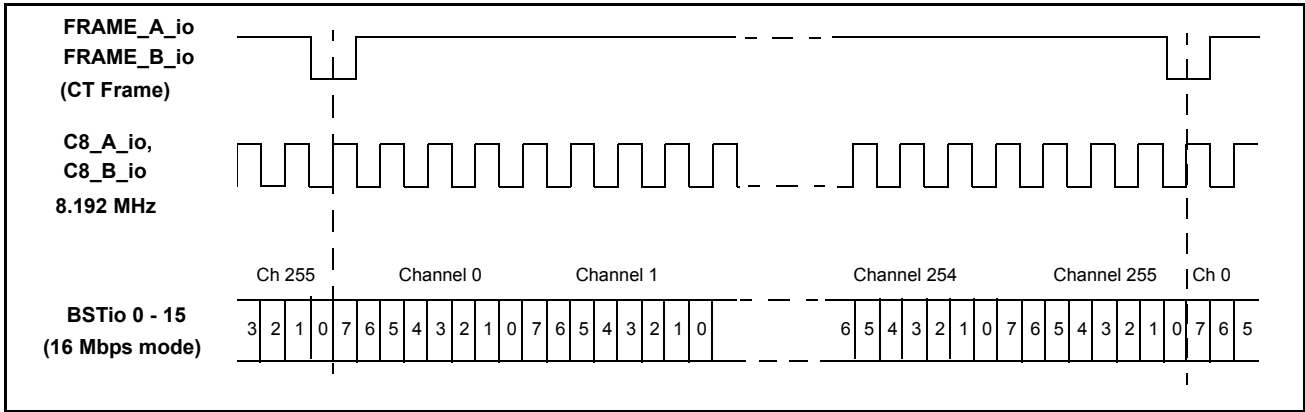 FRAME_A_io
FRAME_B_io
(CT Frame)
C8_A_io,
C8_B_io
8.192 MHz
Ch 255 Channel 0 Channel 1 Channel 254 Channel 255 Ch 0
BSTio 0 - 15
(16 Mbps mode)
3 2 1 0 7 6 5 4 3 2 1 0 7 6 5 4 3 2 1 0 6 5 4 3 2 1 0 7 6 5 4 3 2 1 0 7 6 5